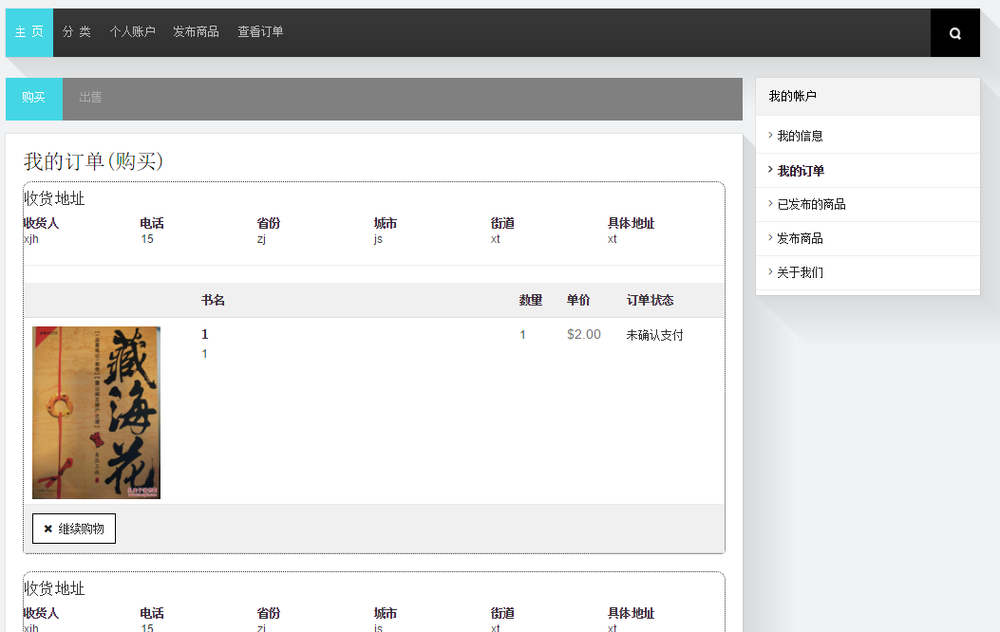 主 页 分 类 个人账户 发布商品 查看订单
购买 出售
我的订单(购买)
收货地址
收货人 电话 省份 城市 街道 具体地址
xjh 15 zj js xt xt
书名 数量 单价 订单状态
1 1 $2.00 未确认支付
1
藏海花
继续购物
收货地址
收货人 电话 省份 城市 街道 具体地址
xjh 15 zj js xt xt
我的帐户
我的信息
我的订单
已发布的商品
发布商品
关于我们